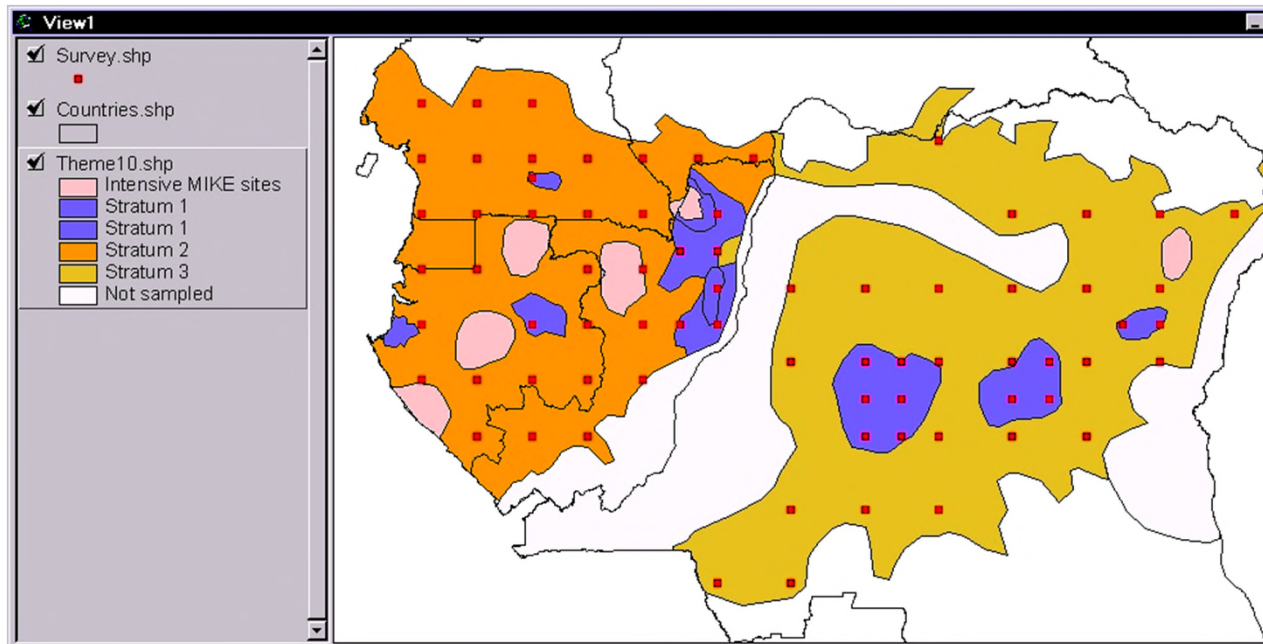 View1
Survey.shp
Countries.shp
Theme10.shp
Intensive MIKE sites
Stratum 1
Stratum 1
Stratum 2
Stratum 3
Not sampled